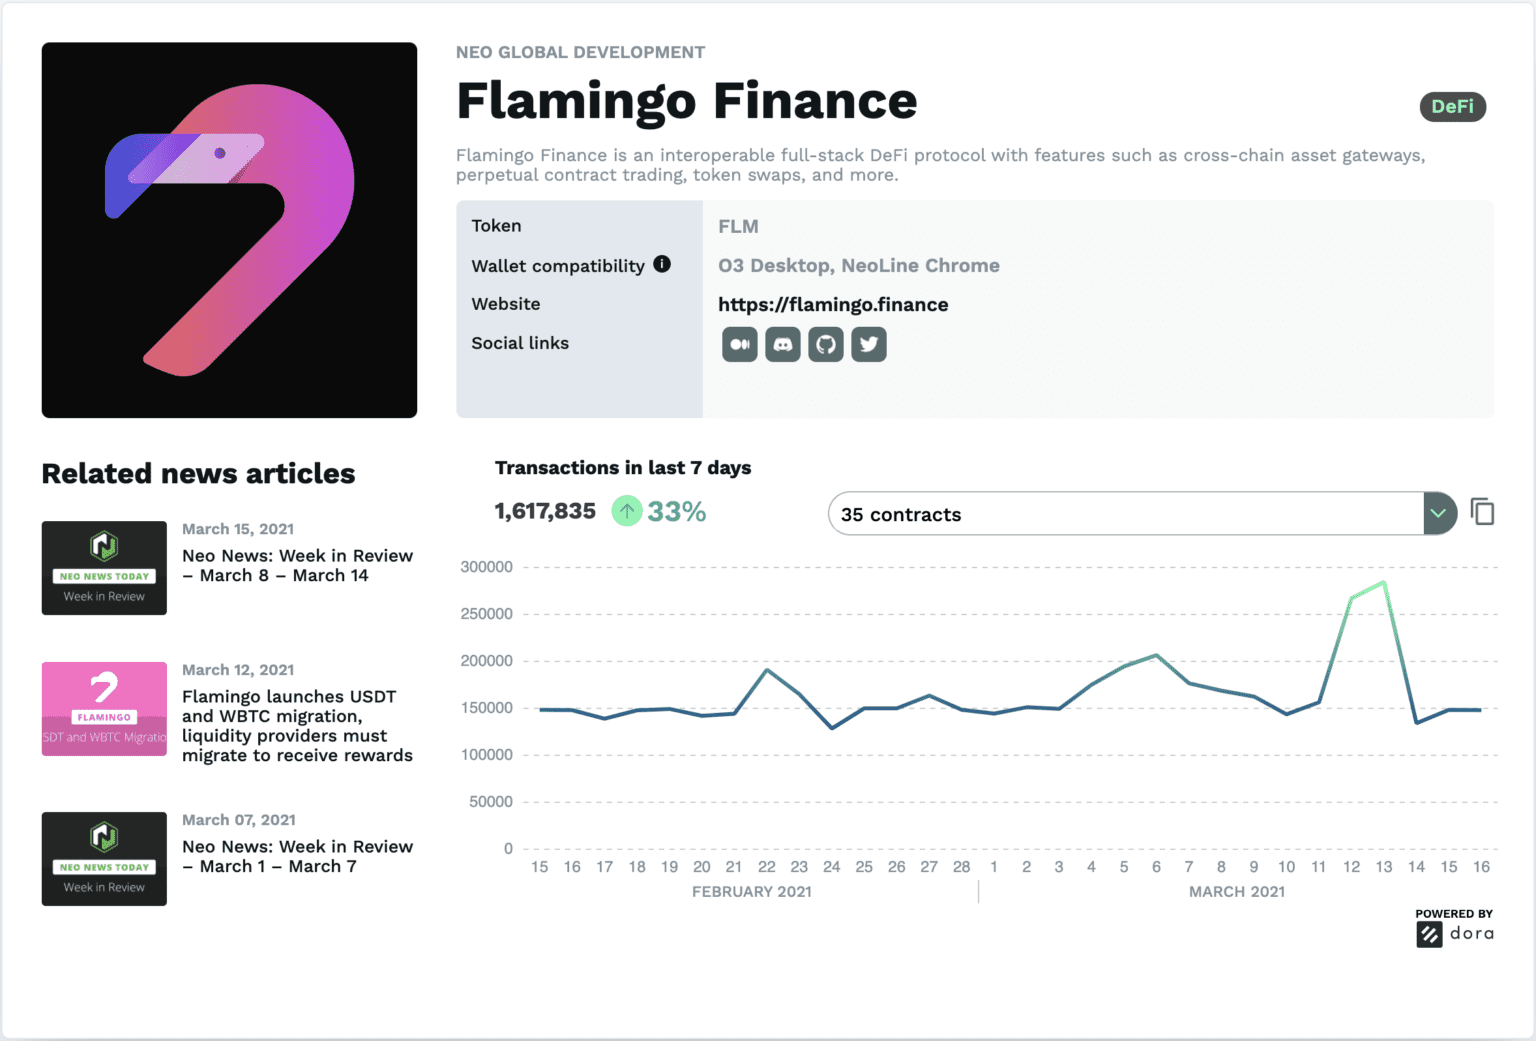 NEO GLOBAL DEVELOPMENT
Flamingo Finance
DeFi
Flamingo Finance is an interoperable full-stack DeFi protocol with features such as cross-chain asset gateways,
perpetual contract trading, token swaps, and more.
Token
FLM
Wallet compatibility
O3 Desktop, NeoLine Chrome
Website
https://flamingo.finance
Social links
Related news articles
NEO NEWS TODAY
Week in Review
March 15, 2021
Neo News: Week in Review
– March 8 – March 14
FLAMINGO
SDT and WBTC Migratio
March 12, 2021
Flamingo launches USDT
and WBTC migration,
liquidity providers must
migrate to receive rewards
NEO NEWS TODAY
Week in Review
March 07, 2021
Neo News: Week in Review
– March 1 – March 7
Transactions in last 7 days
1,617,835 33%
35 contracts
300000
250000
200000
150000
100000
50000
0
15 16 17 18 19 20 21 22 23 24 25 26 27 28 1 2 3 4 5 6 7 8 9 10 11 12 13 14 15 16
FEBRUARY 2021 MARCH 2021
POWERED BY
dora